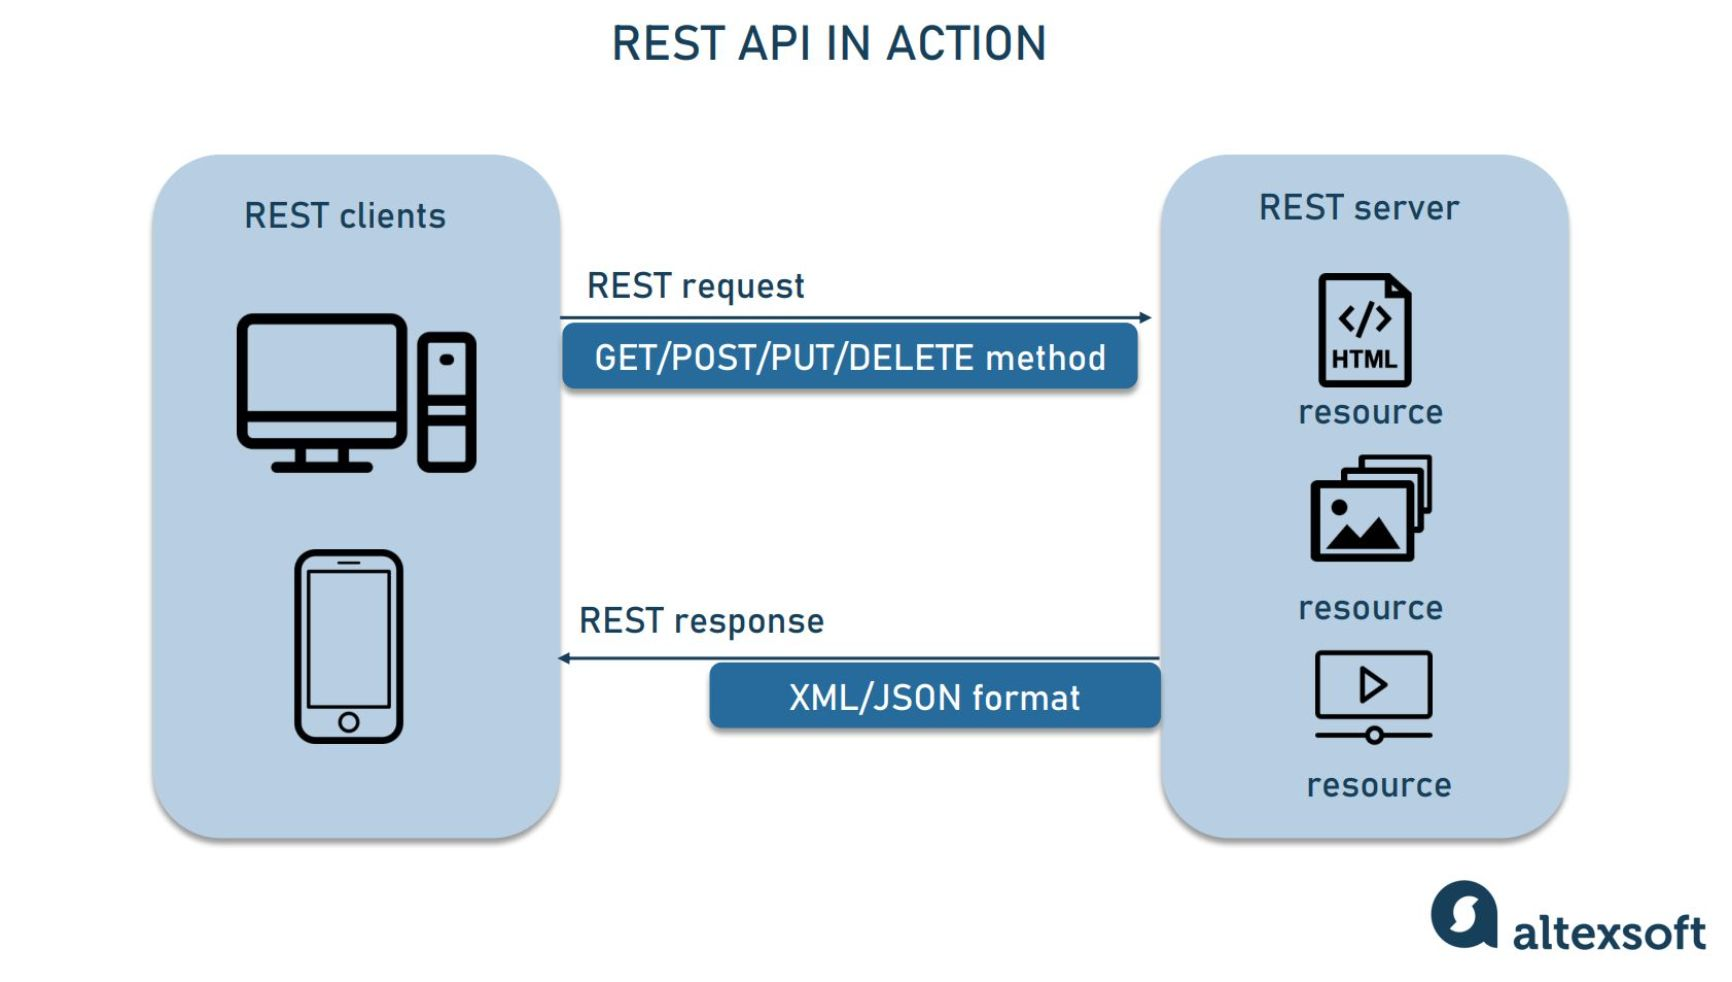 REST API IN ACTION
REST clients
REST request
GET/POST/PUT/DELETE method
REST response
XML/JSON format
REST server
</>
HTML
resource
resource
resource
altexsoft